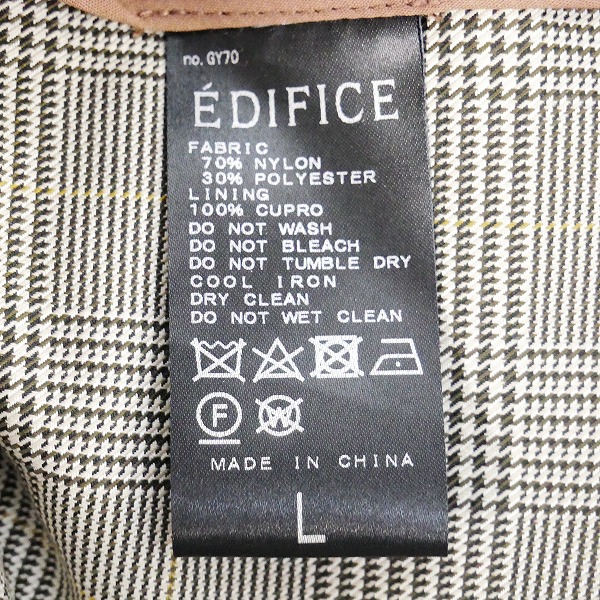 no. GY70
ÉDIFICE
FABRIC
70% NYLON
30% POLYESTER
LINING
100% CUPRO
DO NOT WASH
DO NOT BLEACH
DO NOT TUMBLE DRY
COOL IRON
DRY CLEAN
DO NOT WET CLEAN
F W
MADE IN CHINA
L